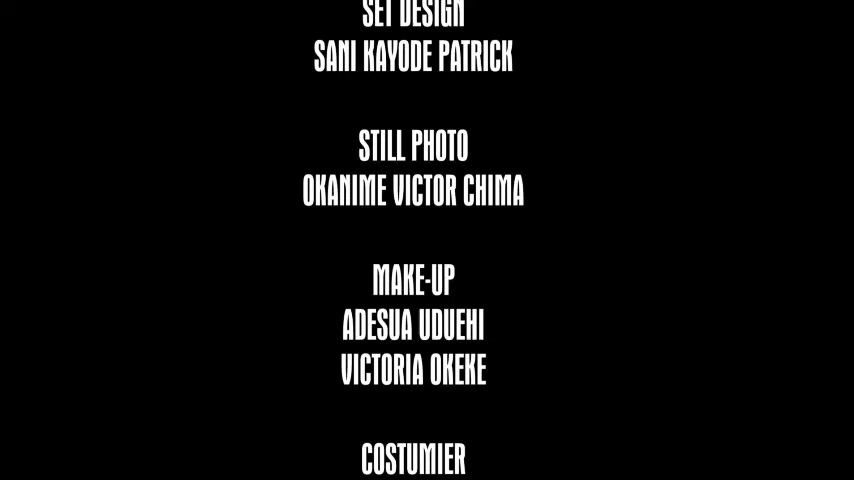 SET DESIGN
SANI KAYODE PATRICK
STILL PHOTO
OKANIME VICTOR CHIMA
MAKE-UP
ADESUA UDUEHI
VICTORIA OKEKE
COSTUMIER